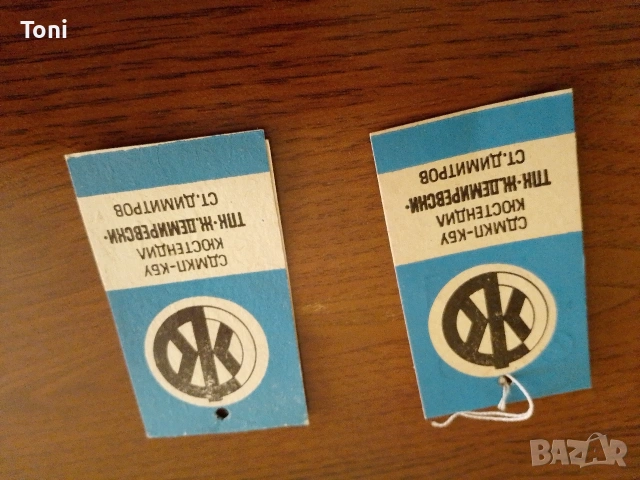 Toni
СДМКП-КБУ
КЮСТЕНДИЛ
ТПК-Ж.ДЕМИРЕВСКИ-
СТ.ДИМИТРОВ
СДМКП-КБУ
КЮСТЕНДИЛ
ТПК-Ж.ДЕМИРЕВСКИ-
СТ.ДИМИТРОВ
BAZAR